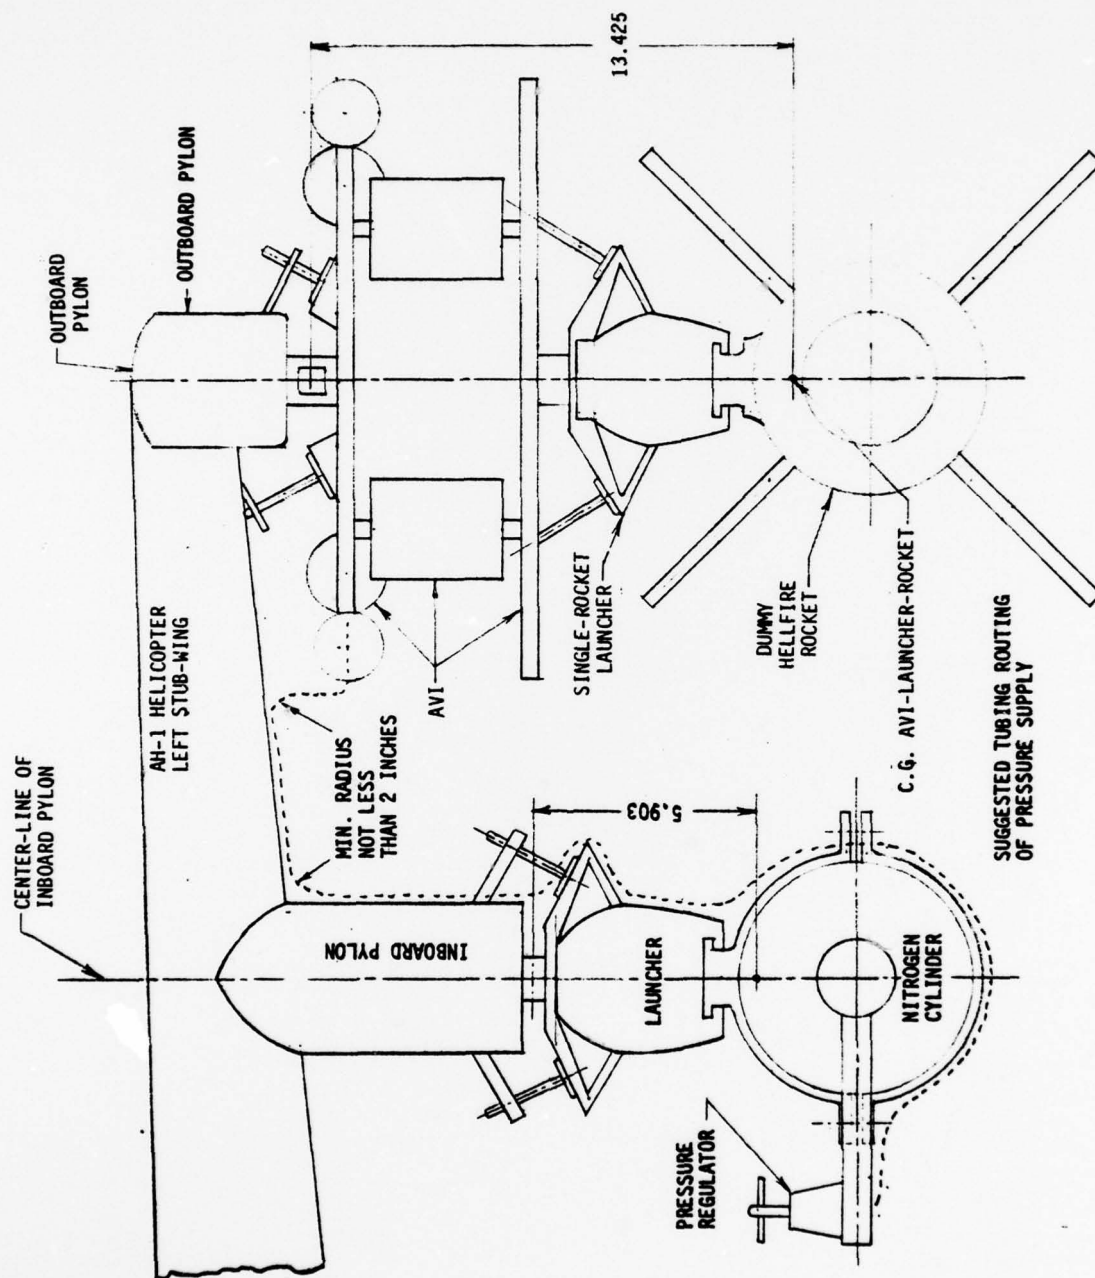 CENTER-LINE OF
INBOARD PYLON
AH-1 HELICOPTER
LEFT STUB-WING
OUTBOARD
PYLON
OUTBOARD PYLON
MIN. RADIUS
NOT LESS
THAN 2 INCHES
INBOARD PYLON
AVI
13.425
5.903
SINGLE-ROCKET
LAUNCHER
LAUNCHER
PRESSURE
REGULATOR
NITROGEN
CYLINDER
DUMMY
HELLFIRE
ROCKET
C.G. AVI-LAUNCHER-ROCKET
SUGGESTED TUBING ROUTING
OF PRESSURE SUPPLY